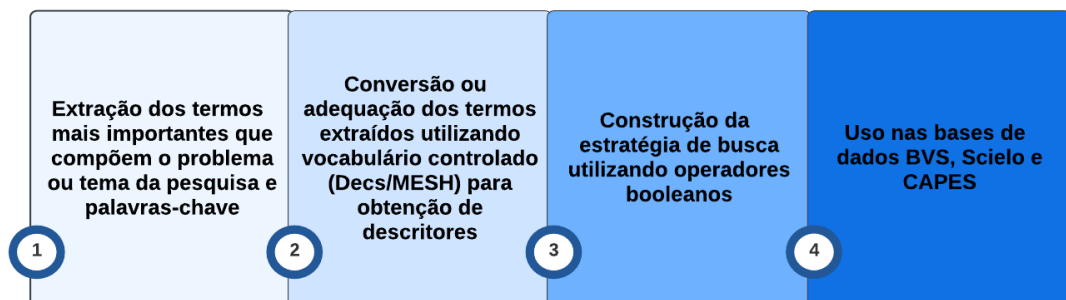 Extração dos termos
mais importantes que
compõem o problema
ou tema da pesquisa e
palavras-chave
1
Conversão ou
adequação dos termos
extraídos utilizando
vocabulário controlado
(Decs/MESH) para
obtenção de
descritores
2
Construção da
estratégia de busca
utilizando operadores
booleanos
3
Uso nas bases de
dados BVS, Scielo e
CAPES
4